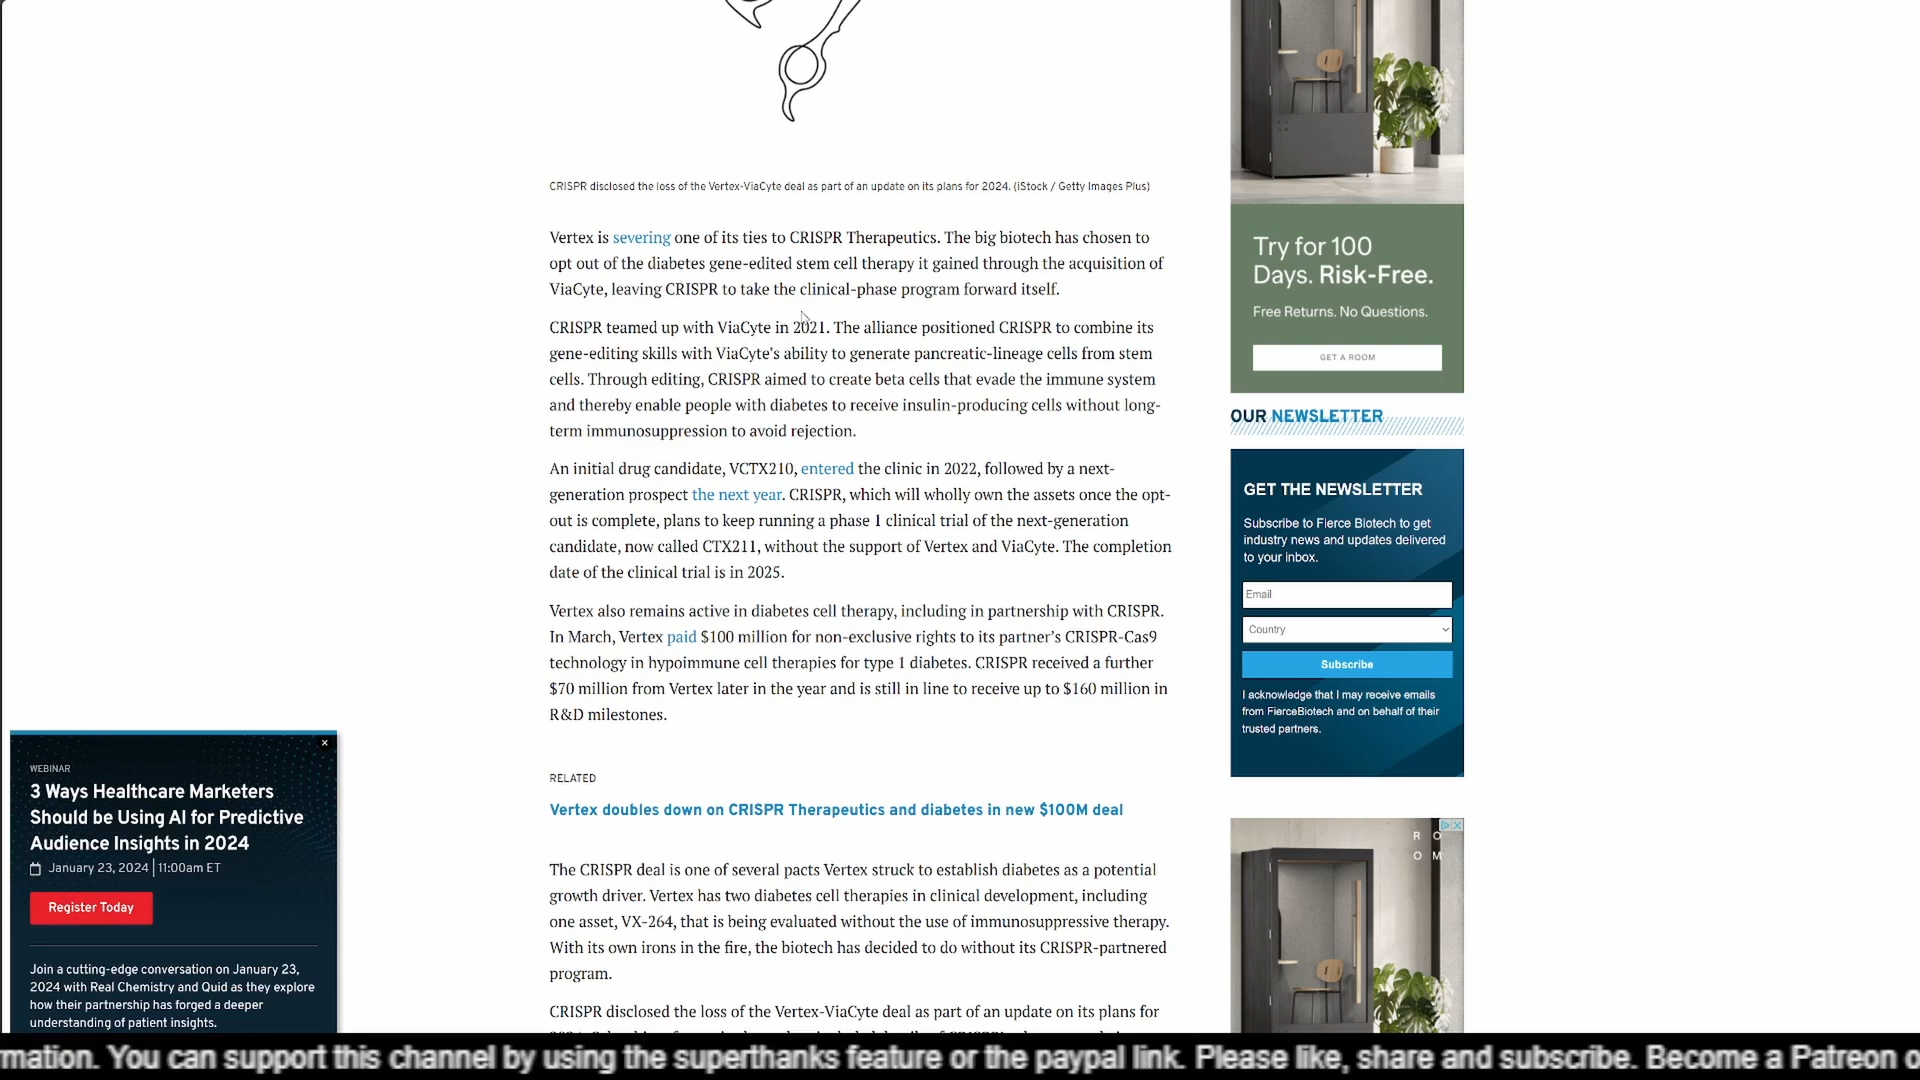 CRISPR disclosed the loss of the Vertex-ViaCyte deal as part of an update on its plans for 2024. (iStock / Getty Images Plus)
Vertex is severing one of its ties to CRISPR Therapeutics. The big biotech has chosen to
opt out of the diabetes gene-edited stem cell therapy it gained through the acquisition of
ViaCyte, leaving CRISPR to take the clinical-phase program forward itself.
CRISPR teamed up with ViaCyte in 2021. The alliance positioned CRISPR to combine its
gene-editing skills with ViaCyte's ability to generate pancreatic-lineage cells from stem
cells. Through editing, CRISPR aimed to create beta cells that evade the immune system
and thereby enable people with diabetes to receive insulin-producing cells without long-
term immunosuppression to avoid rejection.
An initial drug candidate, VCTX210, entered the clinic in 2022, followed by a next-
generation prospect the next year. CRISPR, which will wholly own the assets once the opt-
out is complete, plans to keep running a phase 1 clinical trial of the next-generation
candidate, now called CTX211, without the support of Vertex and ViaCyte. The completion
date of the clinical trial is in 2025.
Vertex also remains active in diabetes cell therapy, including in partnership with CRISPR.
In March, Vertex paid $100 million for non-exclusive rights to its partner's CRISPR-Cas9
technology in hypoimmune cell therapies for type 1 diabetes. CRISPR received a further
$70 million from Vertex later in the year and is still in line to receive up to $160 million in
R&D milestones.
RELATED
Vertex doubles down on CRISPR Therapeutics and diabetes in new $100M deal
The CRISPR deal is one of several pacts Vertex struck to establish diabetes as a potential
growth driver. Vertex has two diabetes cell therapies in clinical development, including
one asset, VX-264, that is being evaluated without the use of immunosuppressive therapy.
With its own irons in the fire, the biotech has decided to do without its CRISPR-partnered
program.
CRISPR disclosed the loss of the Vertex-ViaCyte deal as part of an update on its plans for
Try for 100
Days. Risk-Free.
Free Returns. No Questions.
GET A ROOM
OUR NEWSLETTER
GET THE NEWSLETTER
Subscribe to Fierce Biotech to get
industry news and updates delivered
to your inbox.
Email
Country
Subscribe
I acknowledge that I may receive emails
from FierceBiotech and on behalf of their
trusted partners.
R O
O M
WEBINAR
3 Ways Healthcare Marketers
Should be Using AI for Predictive
Audience Insights in 2024
January 23, 2024 | 11:00am ET
Register Today
Join a cutting-edge conversation on January 23,
2024 with Real Chemistry and Quid as they explore
how their partnership has forged a deeper
understanding of patient insights.
rmation. You can support this channel by using the superthanks feature or the paypal link. Please like, share and subscribe. Become a Patreon o